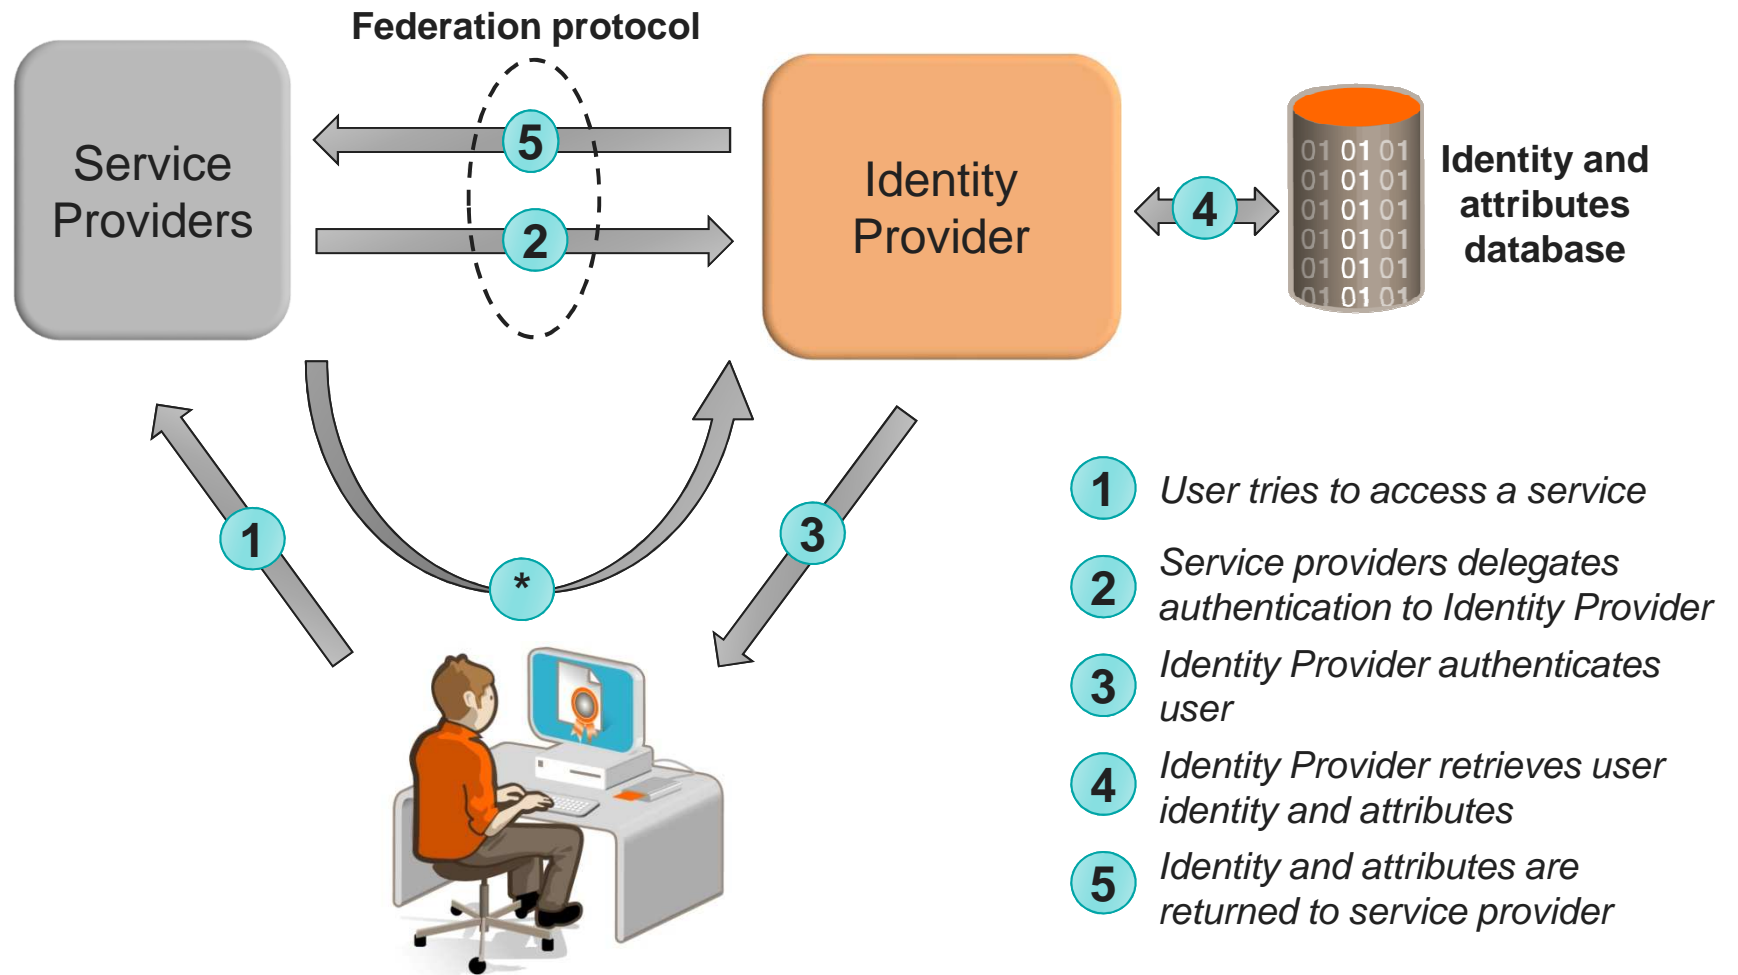 Federation protocol
Service
Providers
5
2
Identity
Provider
4
01 01 01
01 01 01
01 01 01
01 01 01
01 01 01
01 01 01
Identity and
attributes
database
1
*
3
1 User tries to access a service
2 Service providers delegates
authentication to Identity Provider
3 Identity Provider authenticates
user
4 Identity Provider retrieves user
identity and attributes
5 Identity and attributes are
returned to service provider